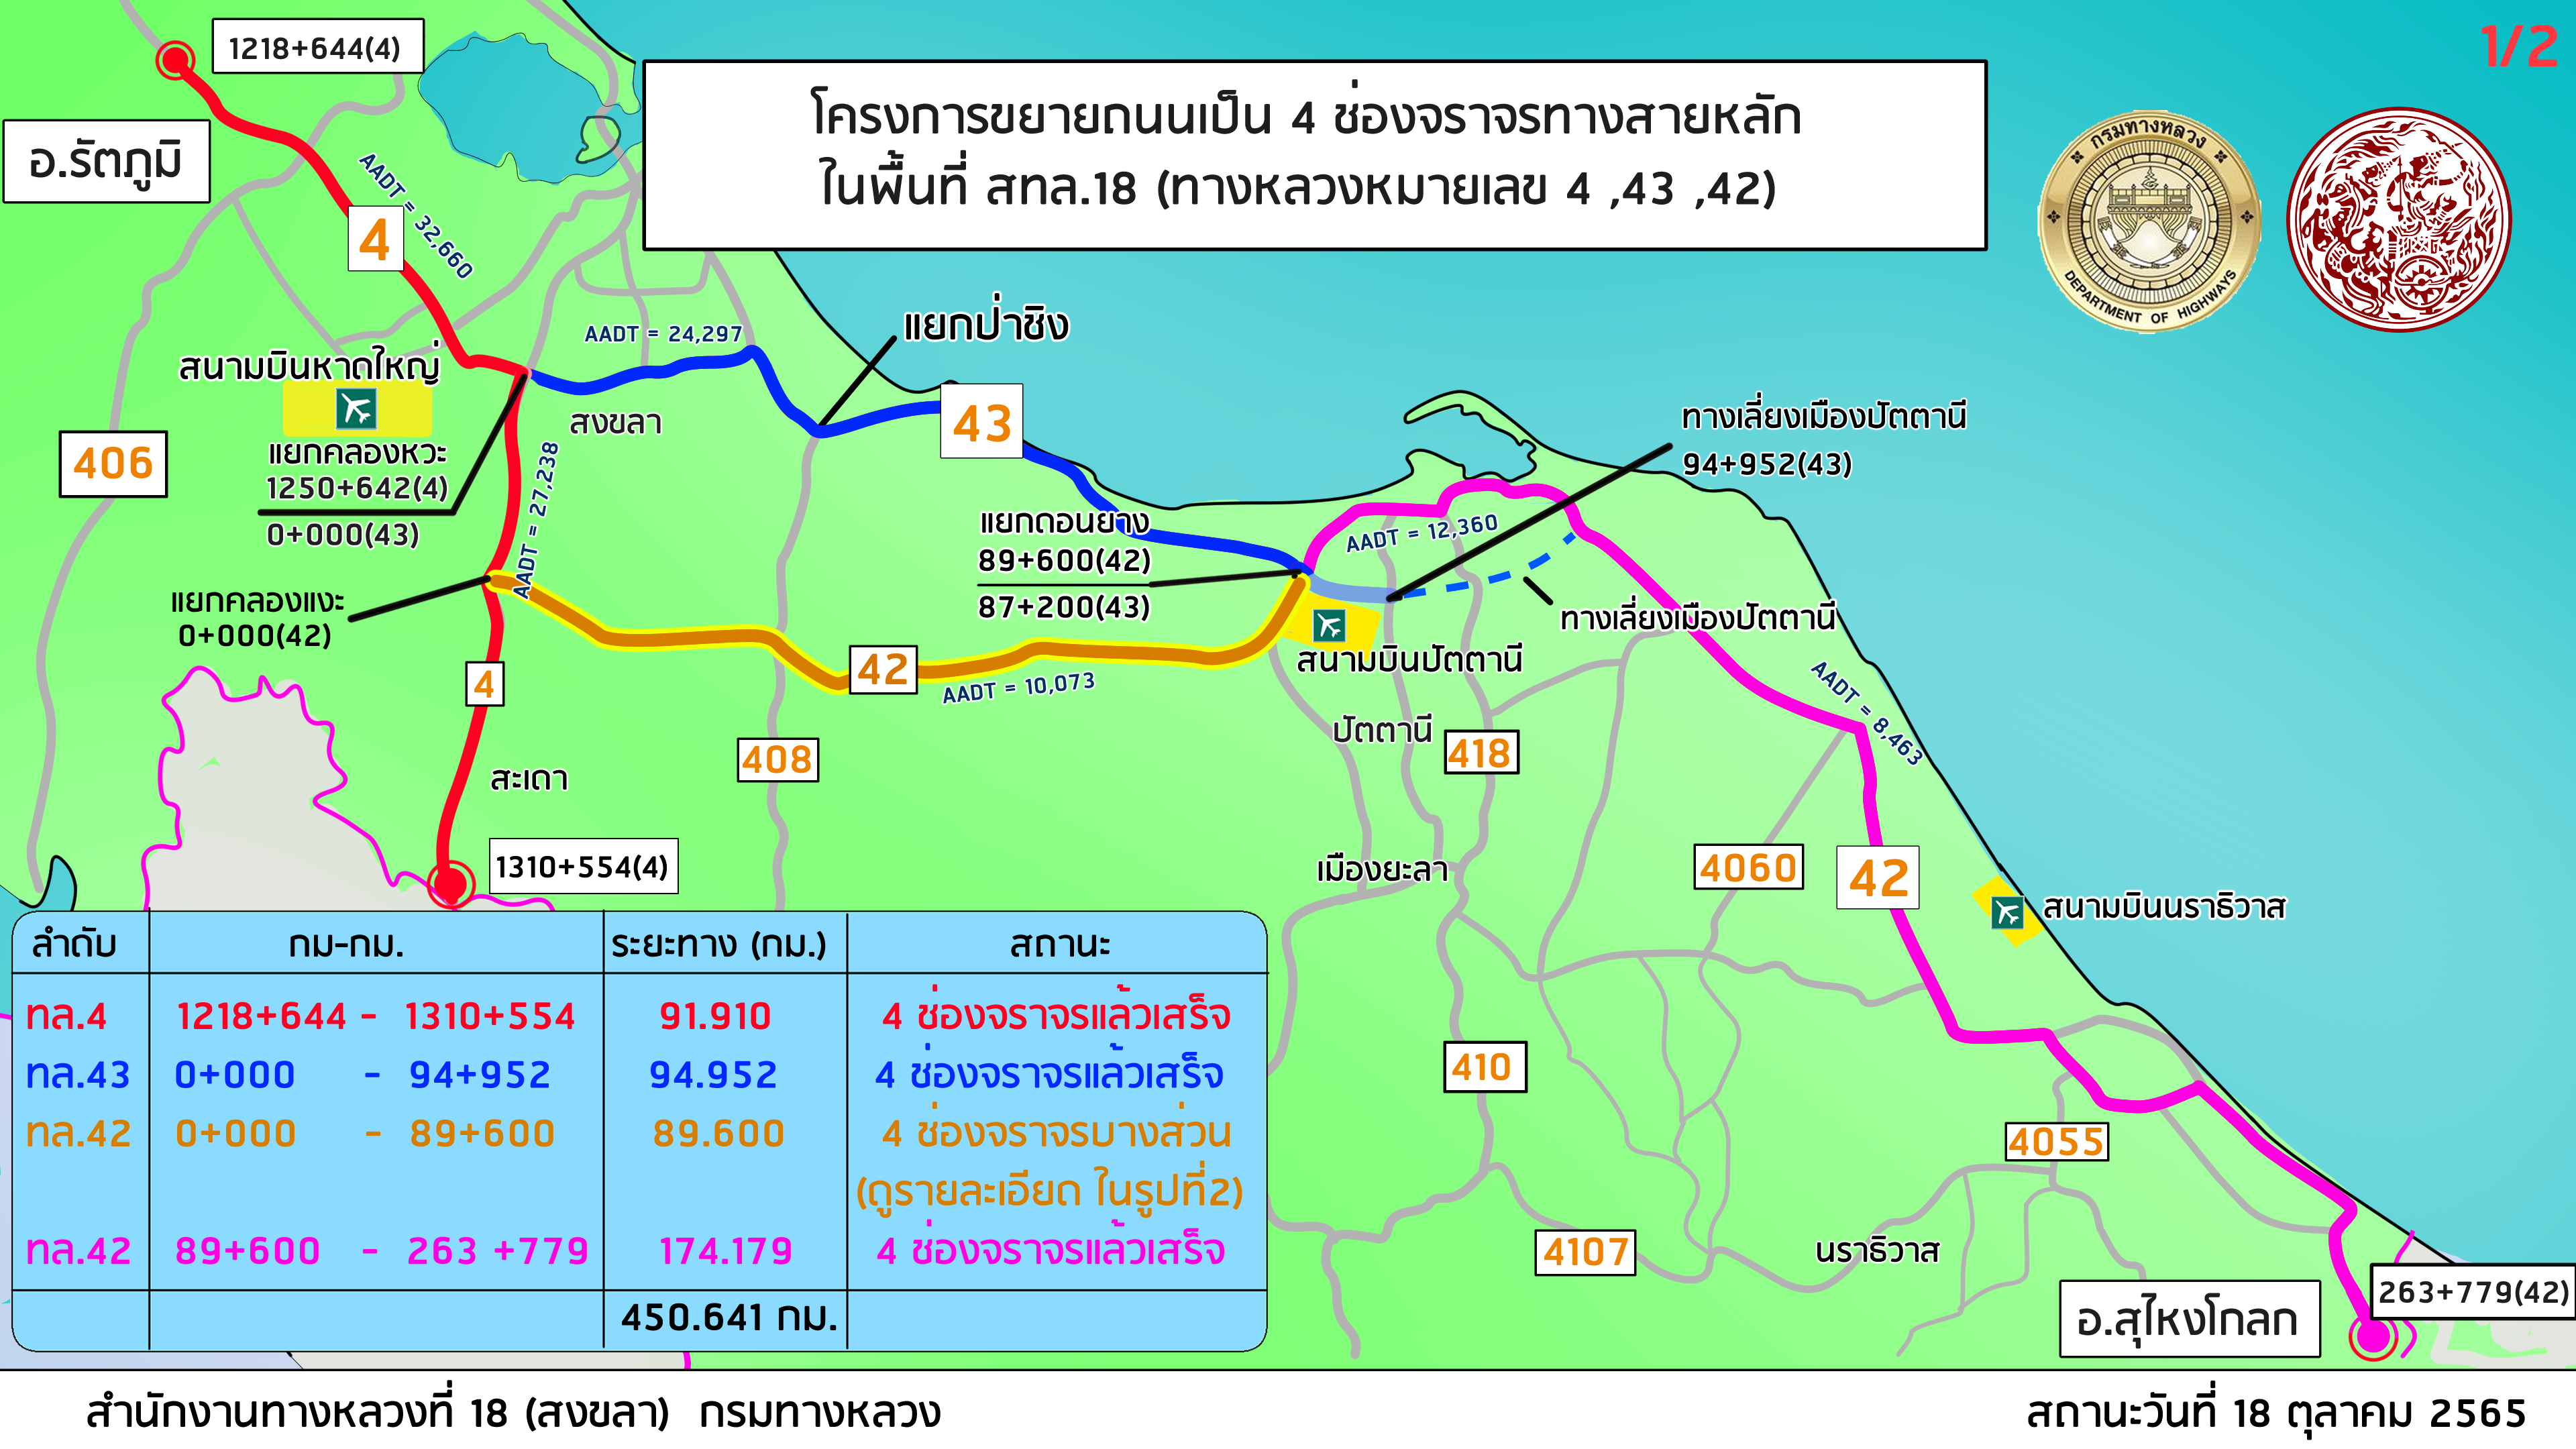 1/2
1218+644(4)
โครงการขยายถนนเป็น 4 ช่องจราจรทางสายหลัก
ในพื้นที่ สทล.18 (ทางหลวงหมายเลข 4 ,43 ,42)
กรมทางหลวง
DEPARTMENT OF HIGHWAYS
อ.รัตภูมิ
AADT = 32,660
4
AADT = 24,297
แยกป่าชิง
สนามบินหาดใหญ่
สงขลา
43
ทางเลี่ยงเมืองปัตตานี
94+952(43)
406
แยกคลองหวะ
1250+642(4)
0+000(43)
AADT = 27,238
แยกดอนยาง
89+600(42)
87+200(43)
AADT = 12,360
แยกคลองแงะ
0+000(42)
ทางเลี่ยงเมืองปัตตานี
4
42
AADT = 10,073
สนามบินปัตตานี
AADT = 8,463
ปัตตานี
418
408
สะเดา
1310+554(4)
เมืองยะลา
4060
42
สนามบินนราธิวาส
410
4055
4107
นราธิวาส
อ.สุไหงโกลก
263+779(42)
ลำดับ กม-กม. ระยะทาง (กม.) สถานะ
ทล.4 1218+644 - 1310+554 91.910 4 ช่องจราจรแล้วเสร็จ
ทล.43 0+000 - 94+952 94.952 4 ช่องจราจรแล้วเสร็จ
ทล.42 0+000 - 89+600 89.600 4 ช่องจราจรบางส่วน
(ดูรายละเอียด ในรูปที่2)
ทล.42 89+600 - 263 +779 174.179 4 ช่องจราจรแล้วเสร็จ
450.641 กม.
สำนักงานทางหลวงที่ 18 (สงขลา) กรมทางหลวง
สถานะวันที่ 18 ตุลาคม 2565